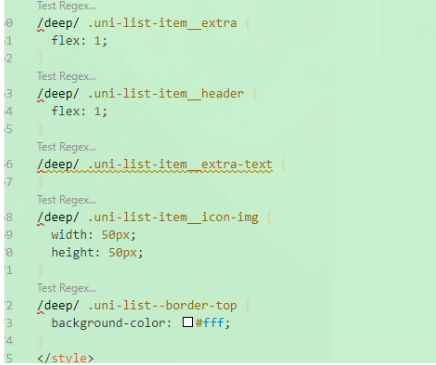 Test Regex...
0 /deep/ .uni-list-item__extra {
1 flex: 1;
2 }
Test Regex...
3 /deep/ .uni-list-item__header {
4 flex: 1;
5 }
Test Regex...
6 /deep/ .uni-list-item__extra-text {
7 }
Test Regex...
8 /deep/ .uni-list-item__icon-img {
9 width: 50px;
0 height: 50px;
1 }
Test Regex...
2 /deep/ .uni-list--border-top {
3 background-color: #fff;
4 }
5 </style>